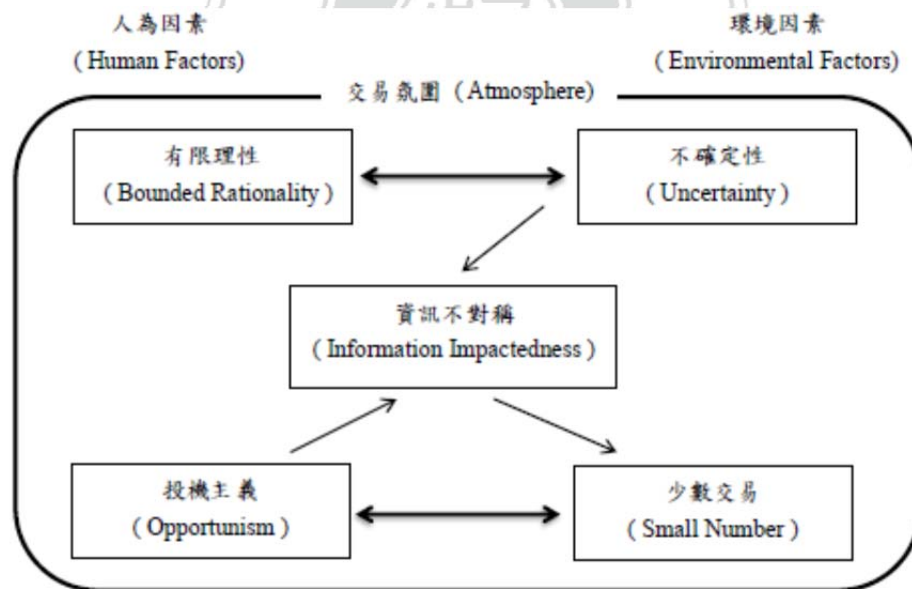 人為因素
(Human Factors)
環境因素
(Environmental Factors)
交易氛圍 (Atmosphere)
有限理性
(Bounded Rationality)
不確定性
(Uncertainty)
資訊不對稱
(Information Impactedness)
投機主義
(Opportunism)
少數交易
(Small Number)